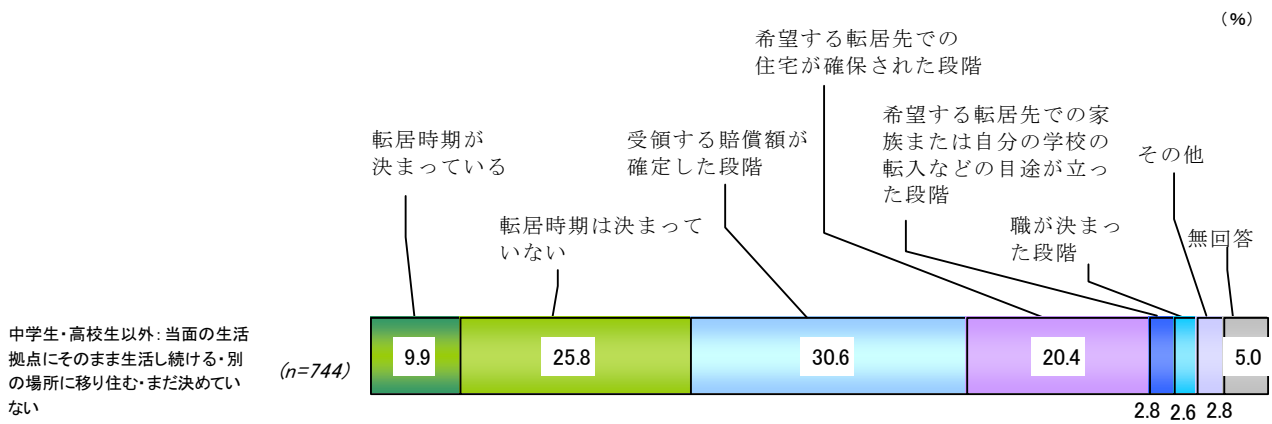 （%）
希望する転居先での
住宅が確保された段階
希望する転居先での家
族または自分の学校の
転入などの目途が立っ
た段階
転居時期が
決まっている
受領する賠償額が
確定した段階
その他
転居時期は決まって
いない
職が決まっ
た段階
無回答
中学生・高校生以外：当面の生活
拠点にそのまま生活し続ける・別
の場所に移り住む・まだ決めてい
ない
(n=744)
9.9
25.8
30.6
20.4
5.0
2.8
2.6
2.8